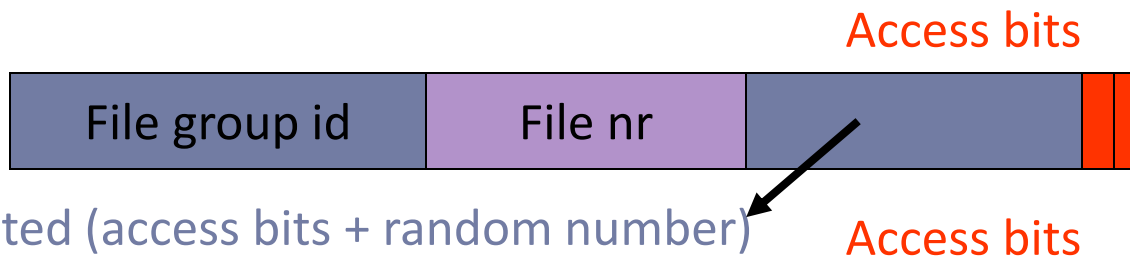 Access bits
File group id File nr
ted (access bits + random number)
Access bits